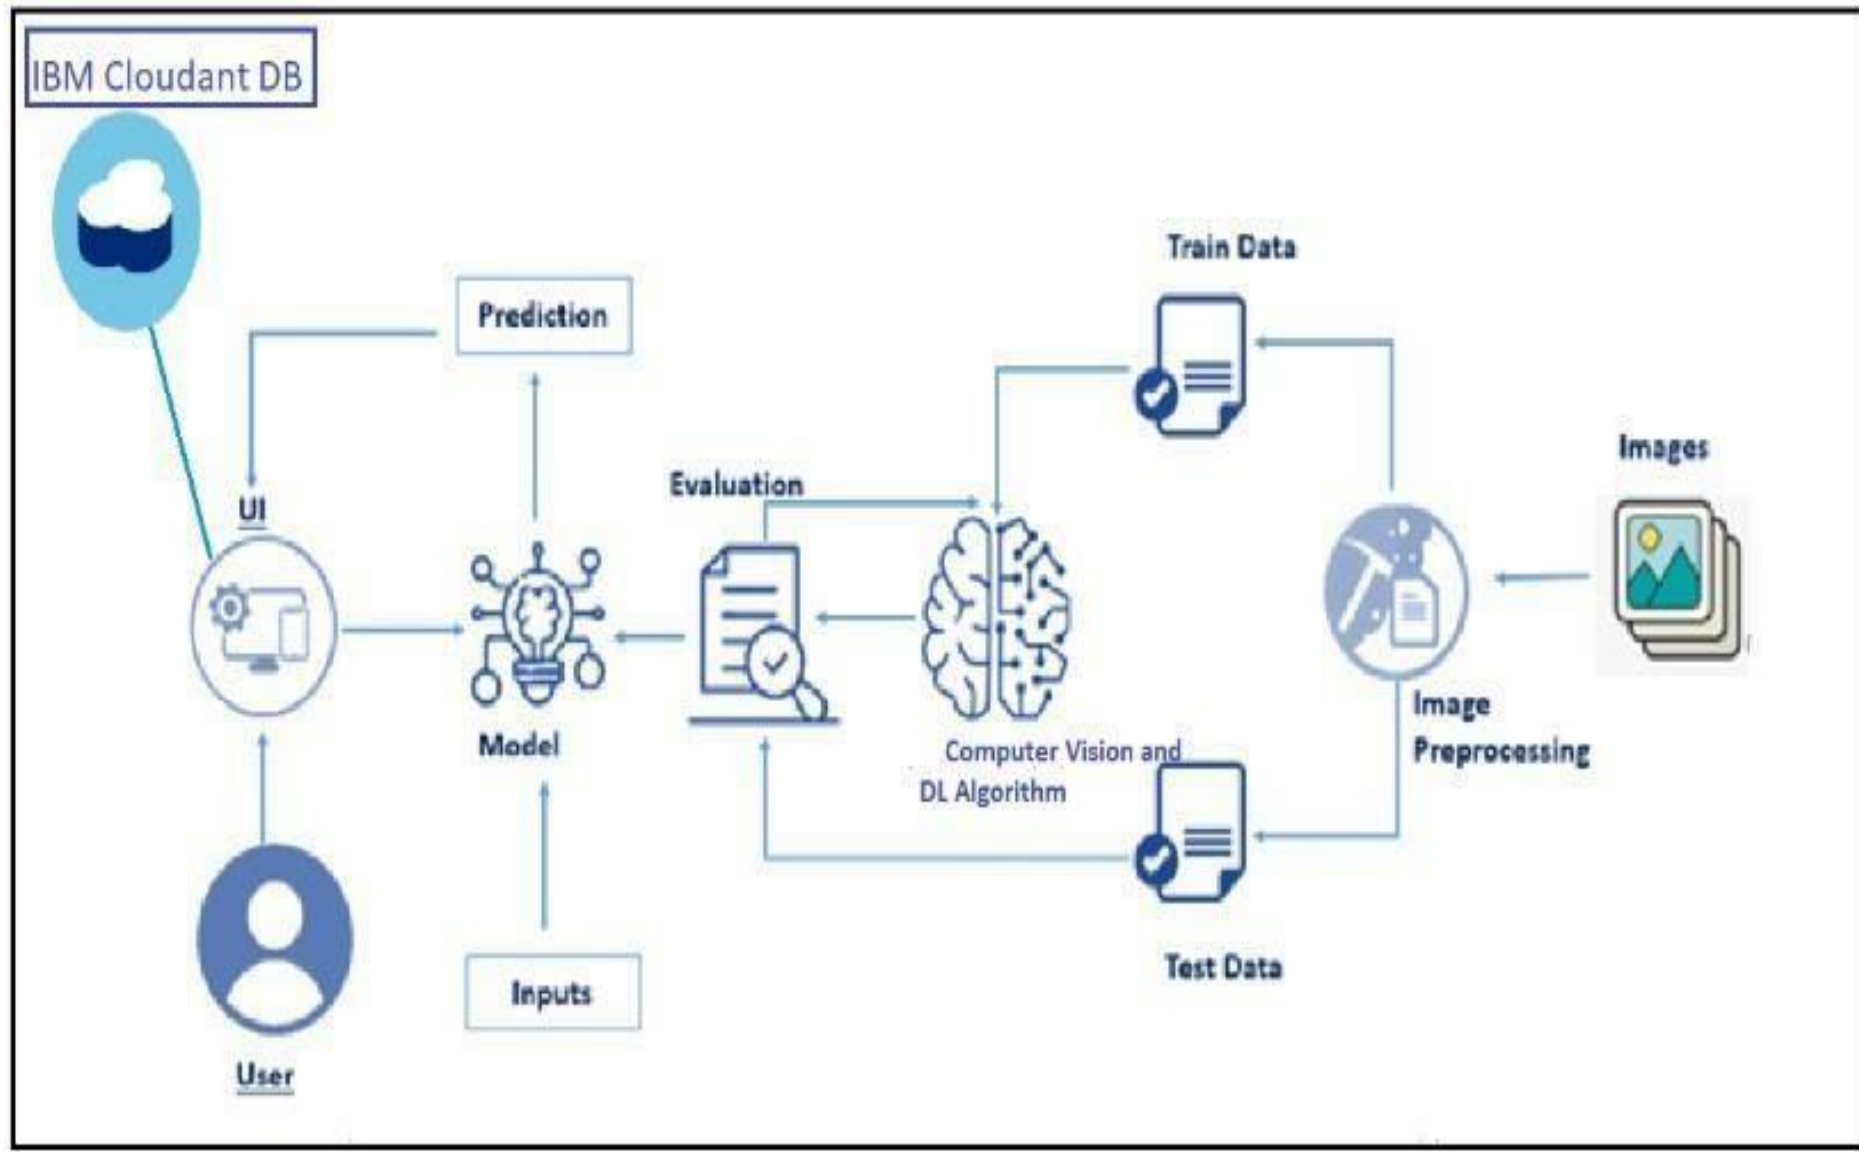 IBM Cloudant DB
Train Data
Prediction
Images
Evaluation
UI
Image
Preprocessing
Model
Computer Vision and
DL Algorithm
Test Data
Inputs
User